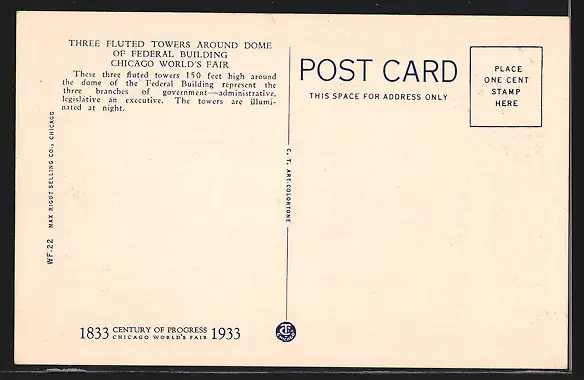 THREE FLUTED TOWERS AROUND DOME
OF FEDERAL BUILDING
CHICAGO WORLD'S FAIR
These three fluted towers 150 feet high around
the dome of the Federal Building represent the
three branches of government—administrative,
legislative an executive. The towers are illumi-
nated at night.
WF-22 MAX RIGOT SELLING CO., CHICAGO
1833 CENTURY OF PROGRESS 1933
CHICAGO WORLD'S FAIR
C. T. ART-COLORTONE
POST CARD
THIS SPACE FOR ADDRESS ONLY
PLACE
ONE CENT
STAMP
HERE